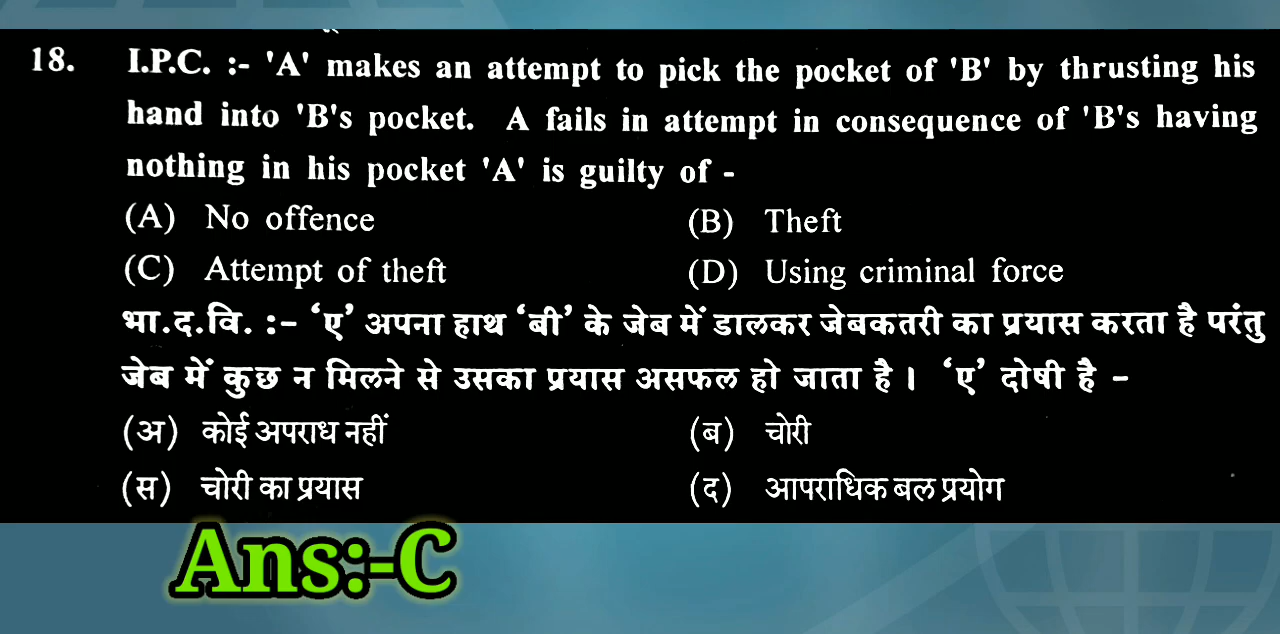 18. I.P.C. :- 'A' makes an attempt to pick the pocket of 'B' by thrusting his
hand into 'B's pocket. A fails in attempt in consequence of 'B's having
nothing in his pocket 'A' is guilty of -
(A) No offence (B) Theft
(C) Attempt of theft (D) Using criminal force
भा.द.वि. :– ‘ए’ अपना हाथ ‘बी’ के जेब में डालकर जेबकतरी का प्रयास करता है परंतु
जेब में कुछ न मिलने से उसका प्रयास असफल हो जाता है। ‘ए’ दोषी है –
(अ) कोई अपराध नहीं (ब) चोरी
(स) चोरी का प्रयास (द) आपराधिक बल प्रयोग
Ans:-C